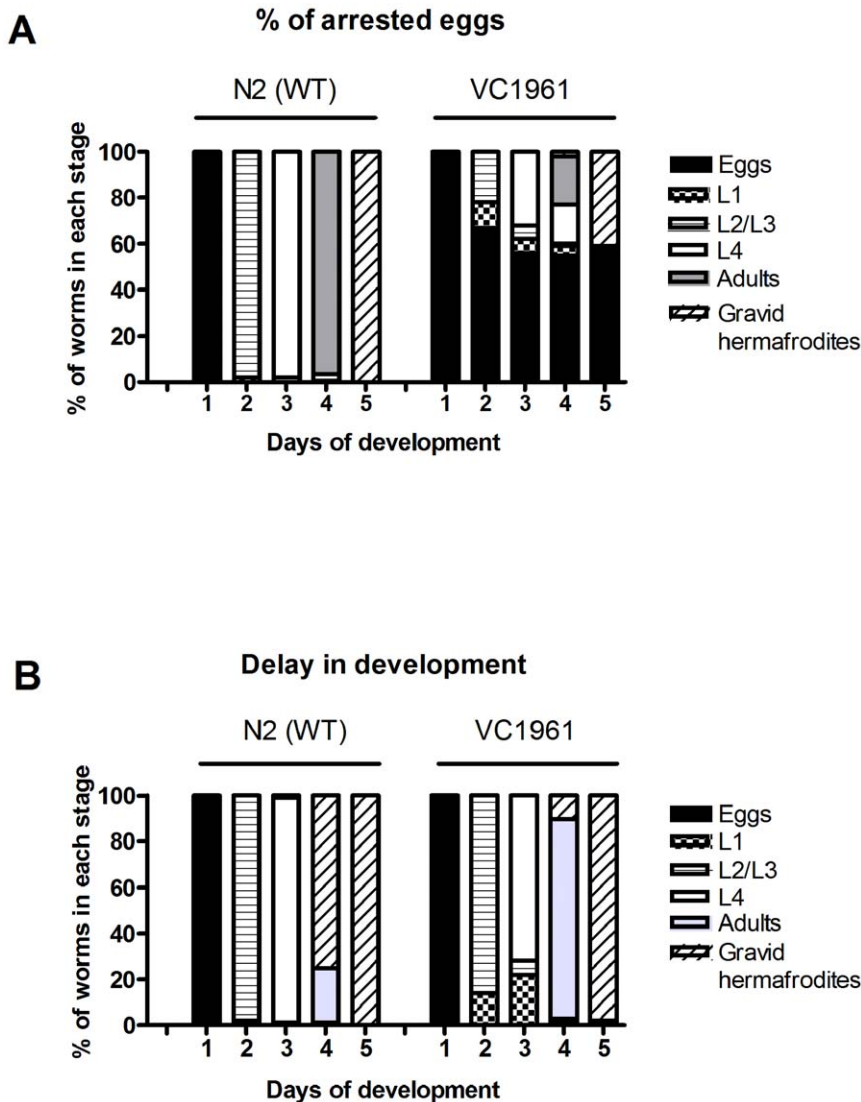 A
% of arrested eggs
N2 (WT)
VC1961
% of worms in each stage
100
80
60
40
20
0
1 2 3 4 5 1 2 3 4 5
Days of development
Eggs
L1
L2/L3
L4
Adults
Gravid
hermafrodites
B
Delay in development
N2 (WT)
VC1961
% of worms in each stage
100
80
60
40
20
0
1 2 3 4 5 1 2 3 4 5
Days of development
Eggs
L1
L2/L3
L4
Adults
Gravid
hermafrodites